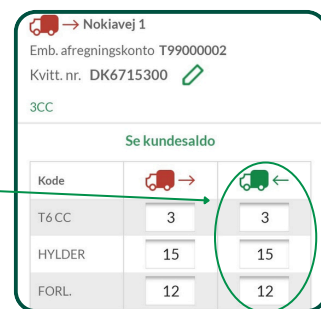 → Nokiavej 1
Emb. afregningskonto T99000002
Kvitt. nr. DK6715300
3CC
Se kundesaldo
Kode → ←
T6 CC 3 3
HYLDER 15 15
FORL. 12 12